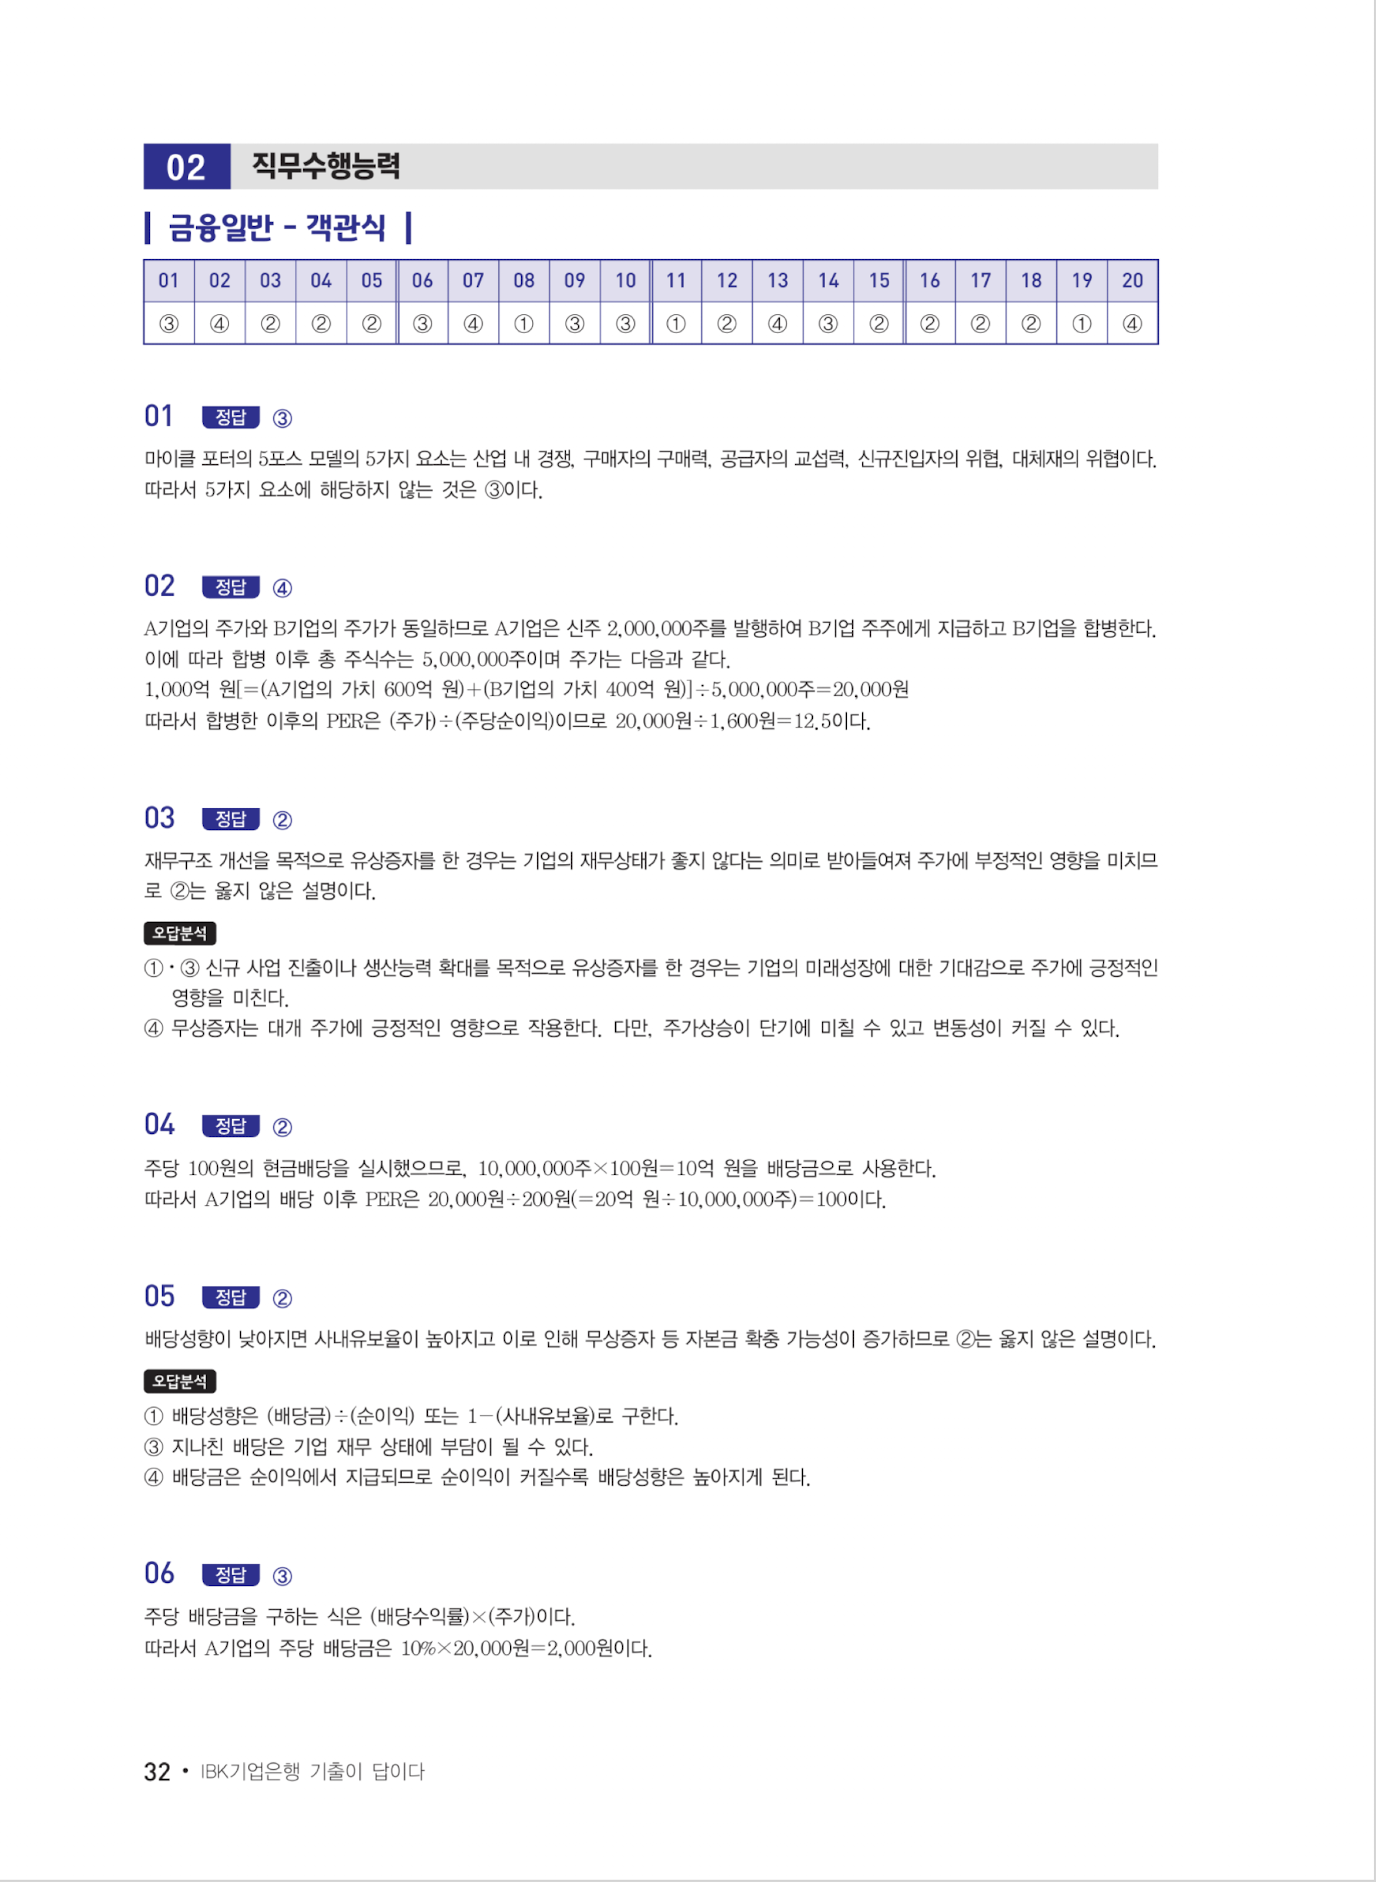 02 직무수행능력
금융일반 - 객관식
01 02 03 04 05 06 07 08 09 10 11 12 13 14 15 16 17 18 19 20
③ ④ ② ② ② ③ ④ ① ③ ③ ① ② ④ ③ ② ② ② ② ① ④
01 정답 ③
마이클 포터의 5포스 모델의 5가지 요소는 산업 내 경쟁, 구매자의 구매력, 공급자의 교섭력, 신규진입자의 위협, 대체재의 위협이다.
따라서 5가지 요소에 해당하지 않는 것은 ③이다.
02 정답 ④
A기업의 주가와 B기업의 주가가 동일하므로 A기업은 신주 2,000,000주를 발행하여 B기업 주주에게 지급하고 B기업을 합병한다.
이에 따라 합병 이후 총 주식수는 5,000,000주이며 주가는 다음과 같다.
1,000억 원[=(A기업의 가치 600억 원)+(B기업의 가치 400억 원)]÷5,000,000주=20,000원
따라서 합병한 이후의 PER은 (주가)÷(주당순이익)이므로 20,000원÷1,600원=12.5이다.
03 정답 ②
재무구조 개선을 목적으로 유상증자를 한 경우는 기업의 재무상태가 좋지 않다는 의미로 받아들여져 주가에 부정적인 영향을 미치므
로 ②는 옳지 않은 설명이다.
오답분석
①·③ 신규 사업 진출이나 생산능력 확대를 목적으로 유상증자를 한 경우는 기업의 미래성장에 대한 기대감으로 주가에 긍정적인
영향을 미친다.
④ 무상증자는 대개 주가에 긍정적인 영향으로 작용한다. 다만, 주가상승이 단기에 미칠 수 있고 변동성이 커질 수 있다.
04 정답 ②
주당 100원의 현금배당을 실시했으므로, 10,000,000주×100원=10억 원을 배당금으로 사용한다.
따라서 A기업의 배당 이후 PER은 20,000원÷200원(=20억 원÷10,000,000주)=100이다.
05 정답 ②
배당성향이 낮아지면 사내유보율이 높아지고 이로 인해 무상증자 등 자본금 확충 가능성이 증가하므로 ②는 옳지 않은 설명이다.
오답분석
① 배당성향은 (배당금)÷(순이익) 또는 1-(사내유보율)로 구한다.
③ 지나친 배당은 기업 재무 상태에 부담이 될 수 있다.
④ 배당금은 순이익에서 지급되므로 순이익이 커질수록 배당성향은 높아지게 된다.
06 정답 ③
주당 배당금을 구하는 식은 (배당수익률)×(주가)이다.
따라서 A기업의 주당 배당금은 10%×20,000원=2,000원이다.
32 • IBK기업은행 기출이 답이다